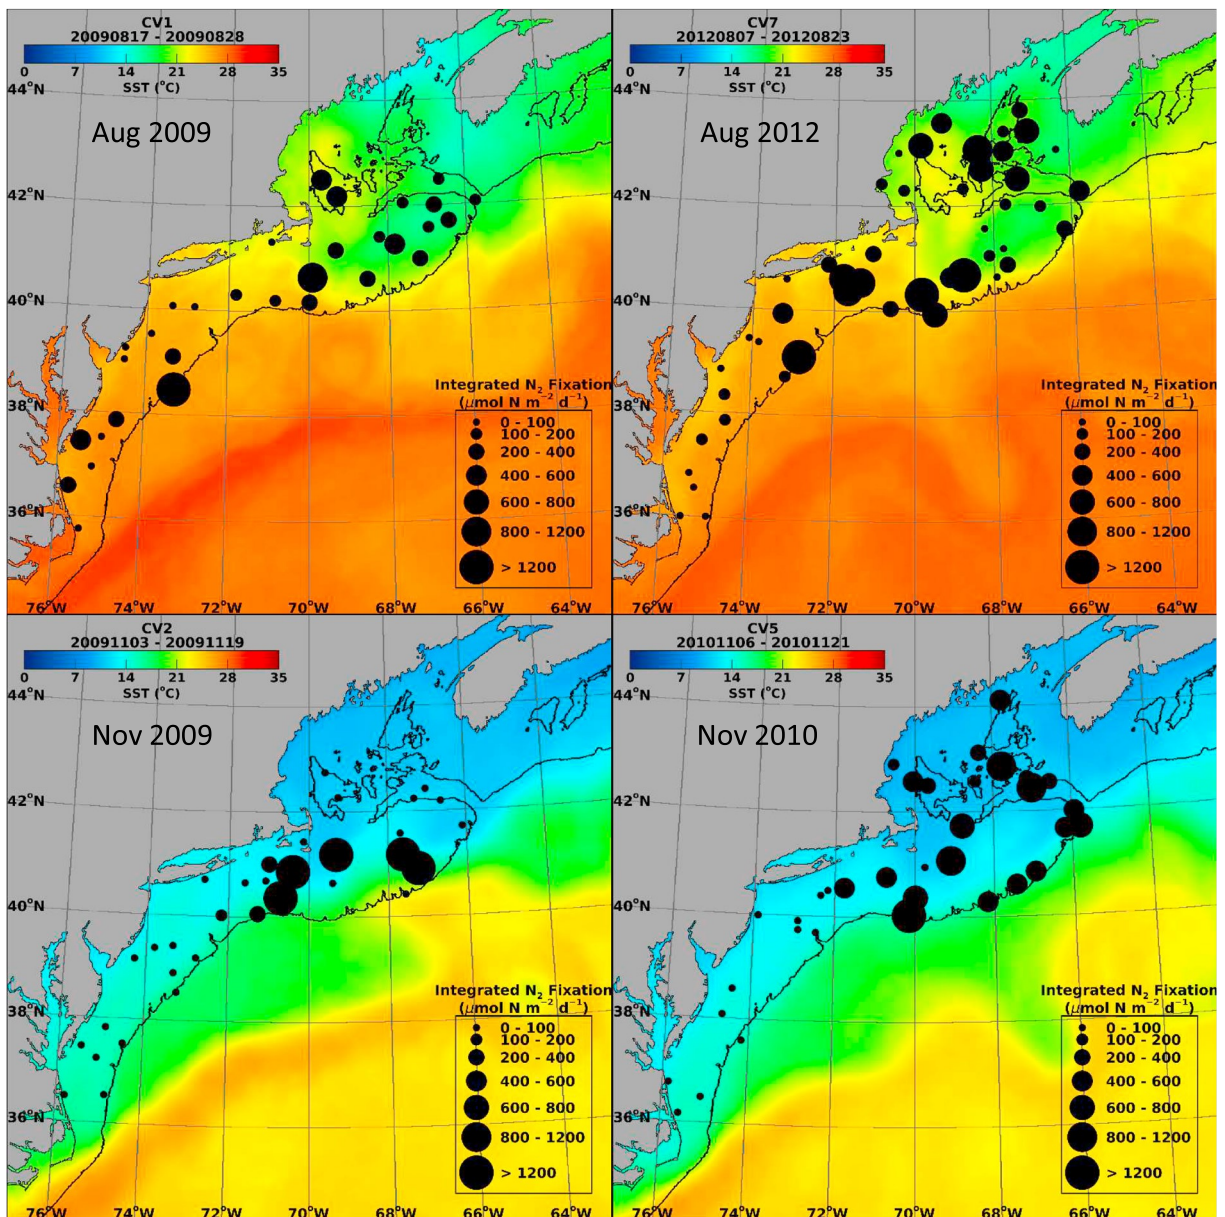 CV1
20090817 - 20090828
0 7 14 21 28 35
SST (°C)
44°N
Aug 2009
42°N
40°N
38°N
36°N
Integrated N₂ Fixation
(μmol N m⁻² d⁻¹)
0 - 100
100 - 200
200 - 400
400 - 600
600 - 800
800 - 1200
> 1200
76°W 74°W 72°W 70°W 68°W 66°W 64°W
CV7
201208807 - 20120823
0 7 14 21 28 35
SST (°C)
44°N
Aug 2012
42°N
40°N
38°N
36°N
Integrated N₂ Fixation
(μmol N m⁻² d⁻¹)
0 - 100
100 - 200
200 - 400
400 - 600
600 - 800
800 - 1200
> 1200
76°W 74°W 72°W 70°W 68°W 66°W 64°W
CV2
20091103 - 20091119
0 7 14 21 28 35
SST (°C)
44°N
Nov 2009
42°N
40°N
38°N
36°N
Integrated N₂ Fixation
(μmol N m⁻² d⁻¹)
0 - 100
100 - 200
200 - 400
400 - 600
600 - 800
800 - 1200
> 1200
76°W 74°W 72°W 70°W 68°W 66°W 64°W
CV5
20101106 - 20101121
0 7 14 21 28 35
SST (°C)
44°N
Nov 2010
42°N
40°N
38°N
36°N
Integrated N₂ Fixation
(μmol N m⁻² d⁻¹)
0 - 100
100 - 200
200 - 400
400 - 600
600 - 800
800 - 1200
> 1200
76°W 74°W 72°W 70°W 68°W 66°W 64°W